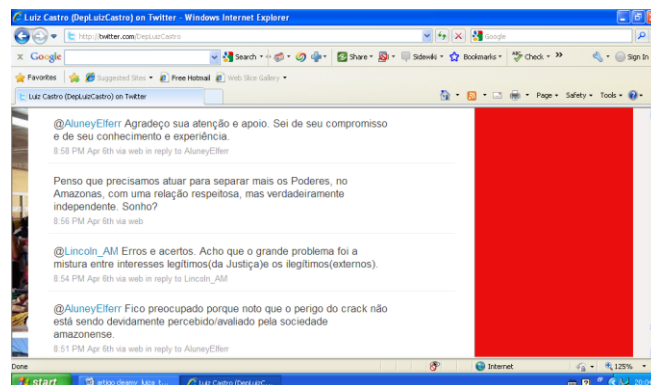 Luiz Castro (DepLuizCastro) on Twitter - Windows Internet Explorer
http://twitter.com/DepLuizCastro
Google
x Google Search Share Sidewiki Bookmarks Check » Sign In
Favorites Suggested Sites Free Hotmail Web Slice Gallery
Luiz Castro (DepLuizCastro) on Twitter Page Safety Tools
@AluneyElferr Agradeço sua atenção e apoio. Sei de seu compromisso
e de seu conhecimento e experiência.
8:58 PM Apr 6th via web in reply to AluneyElferr
Penso que precisamos atuar para separar mais os Poderes, no
Amazonas, com uma relação respeitosa, mas verdadeiramente
independente. Sonho?
8:56 PM Apr 6th via web
@Lincoln_AM Erros e acertos. Acho que o grande problema foi a
mistura entre interesses legítimos(da Justiça)e os ilegítimos(externos).
8:54 PM Apr 6th via web in reply to Lincoln_AM
@AluneyElferr Fico preocupado porque noto que o perigo do crack não
está sendo devidamente percebido/avaliado pela sociedade
amazonense.
8:51 PM Apr 6th via web in reply to AluneyElferr
Done Internet 125%
start artigo deamy_luiza_t... Luiz Castro (DepLuizC...